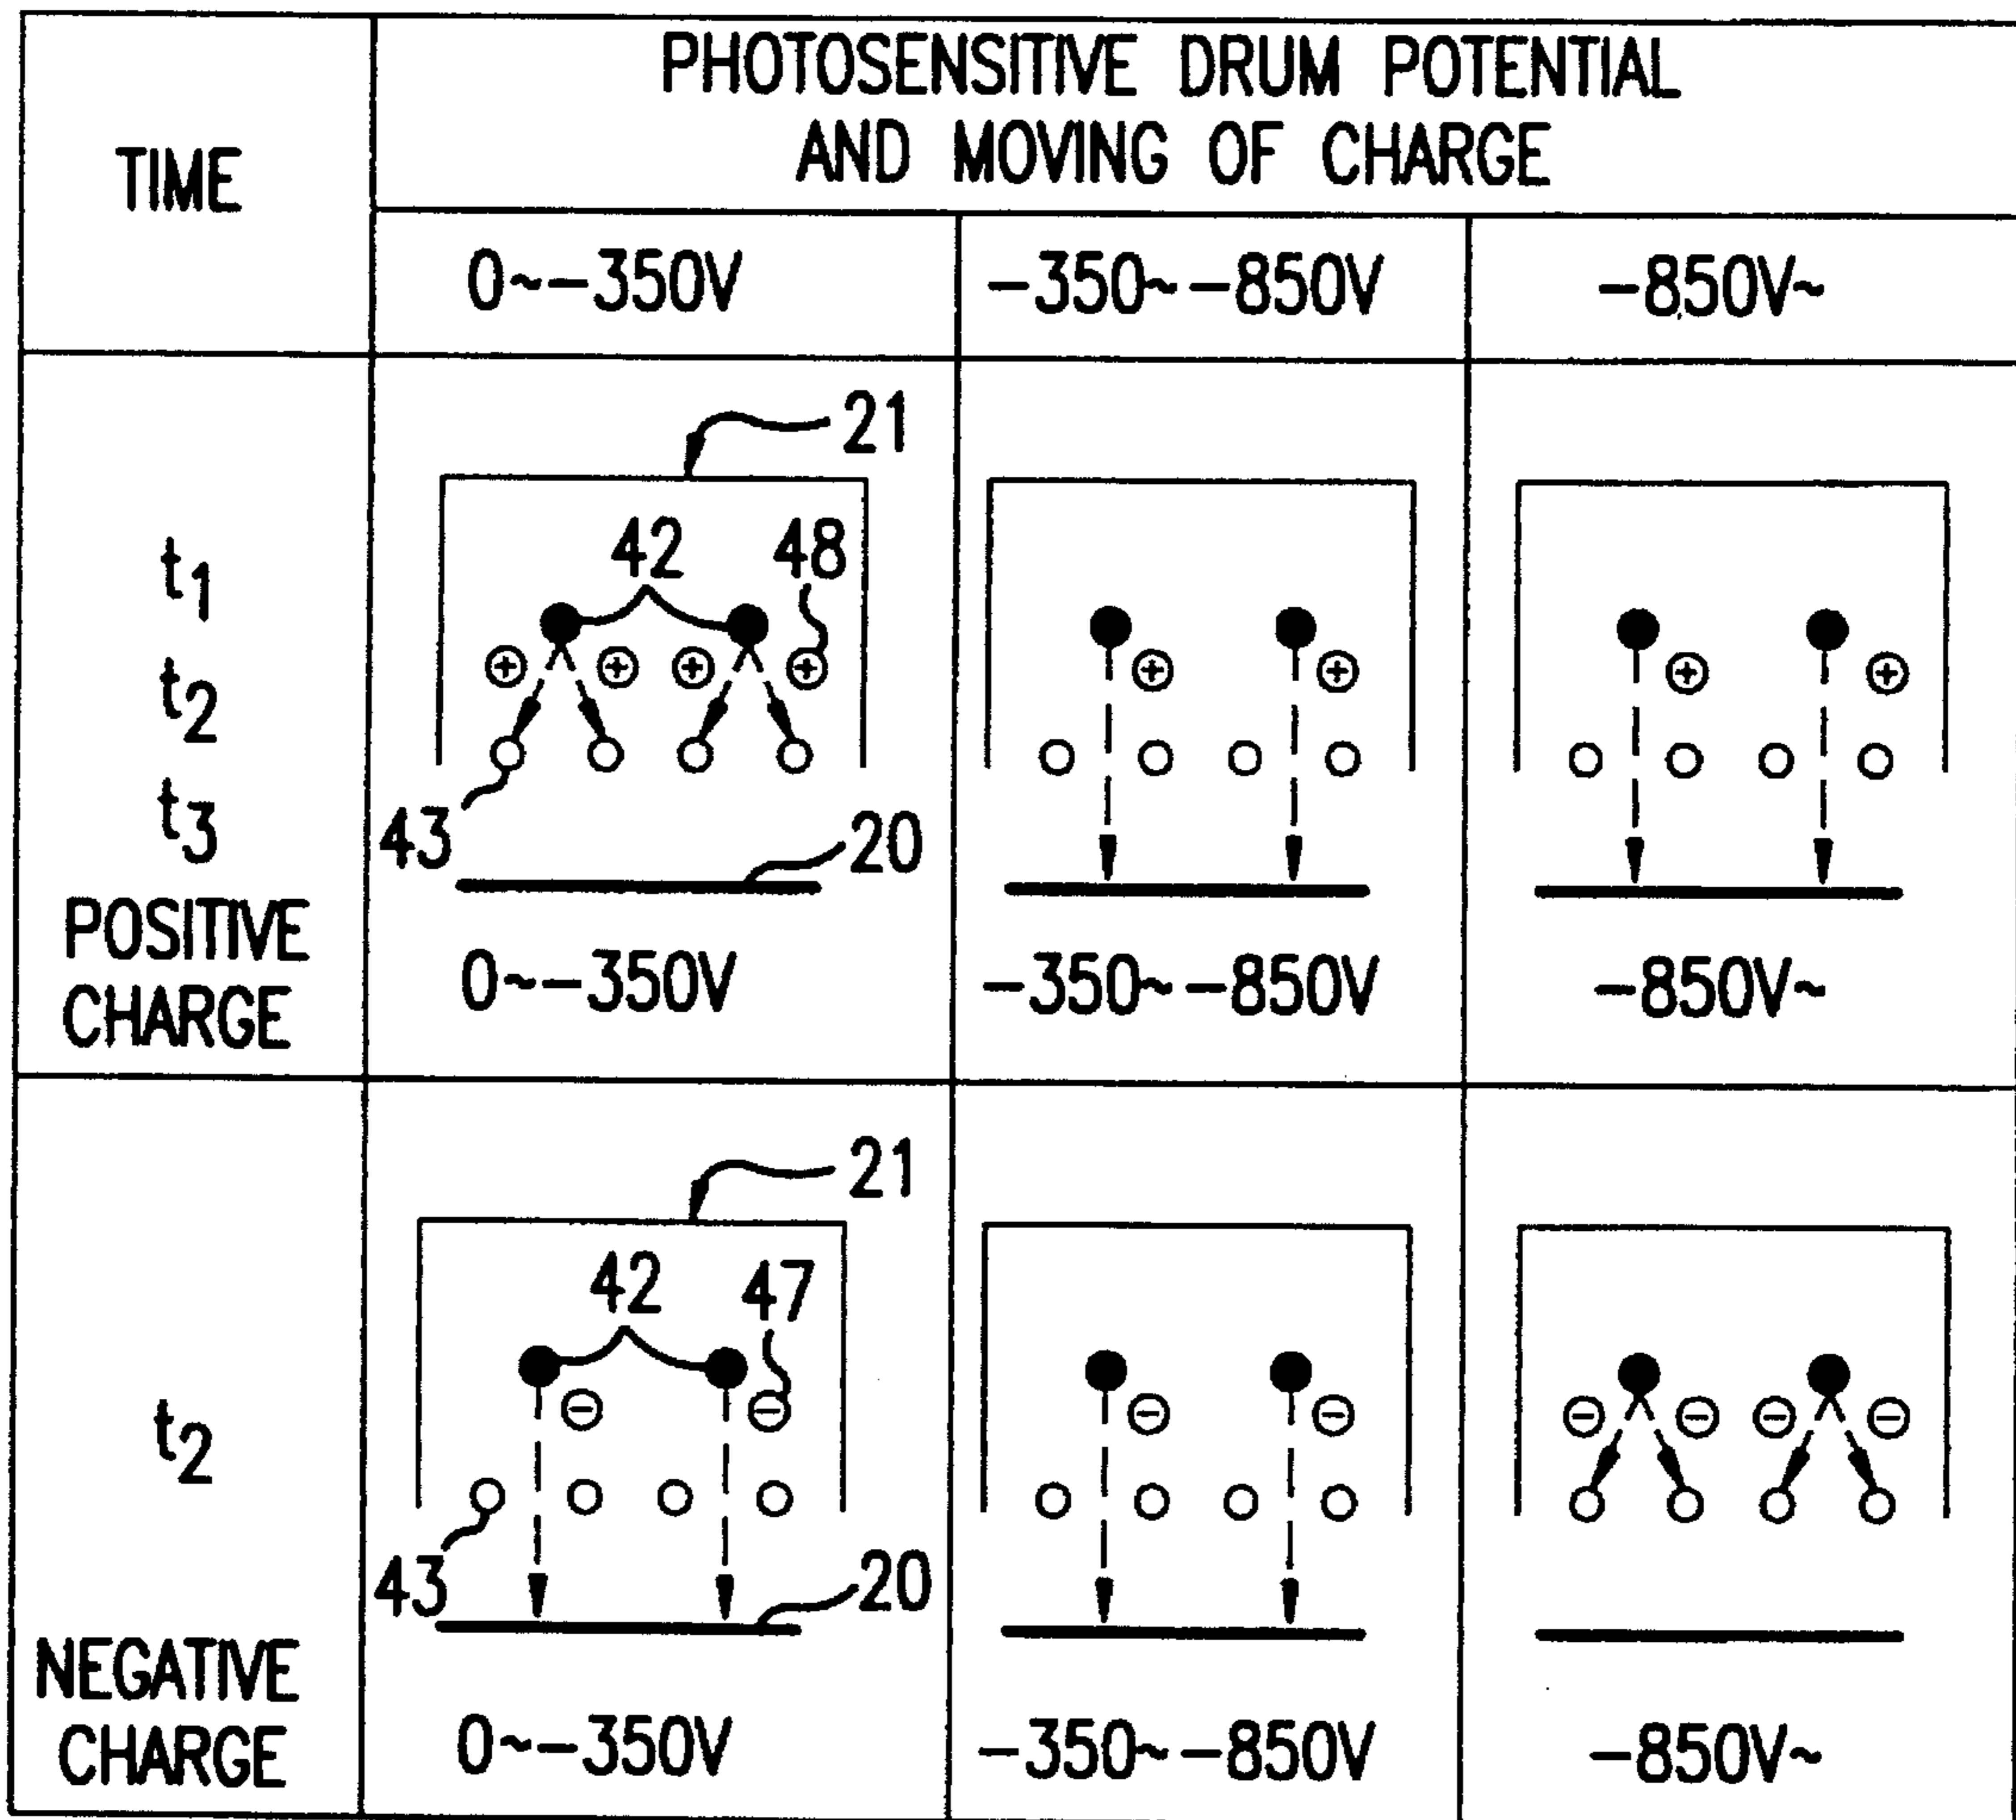 TIME
PHOTOSENSITIVE DRUM POTENTIAL
AND MOVING OF CHARGE
0~-350V
-350~-850V
-850V~
t1
t2
t3
POSITIVE
CHARGE
21
42
48
43
20
0~-350V
+
+
+
+
-350~-850V
+
+
-850V~
+
+
t2
NEGATIVE
CHARGE
21
42
47
43
20
-
-
0~-350V
-
-
-350~-850V
-
-
-
-
-850V~